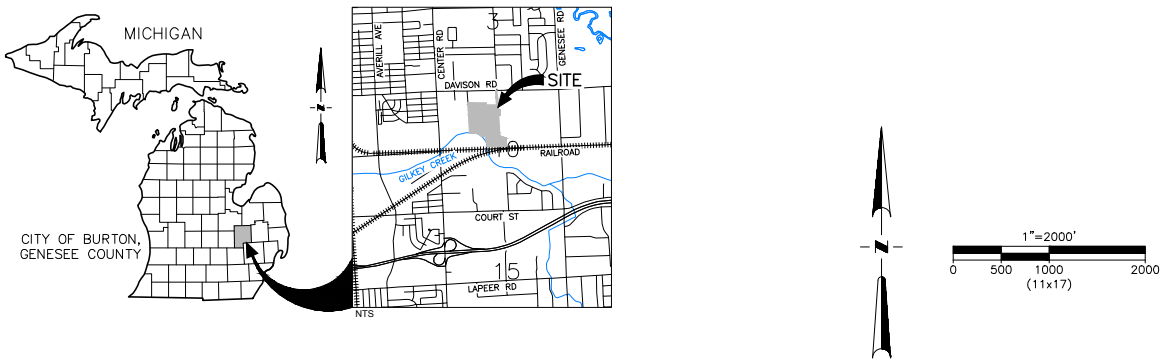 MICHIGAN
CITY OF BURTON,
GENESEE COUNTY
N
AVERILL AVE
CENTER RD
3
GENESEE RD
DAVISON RD
SITE
GILKEY CREEK
RAILROAD
COURT ST
15
LAPEER RD
NTS
N
1"=2000'
0 500 1000 2000
(11x17)